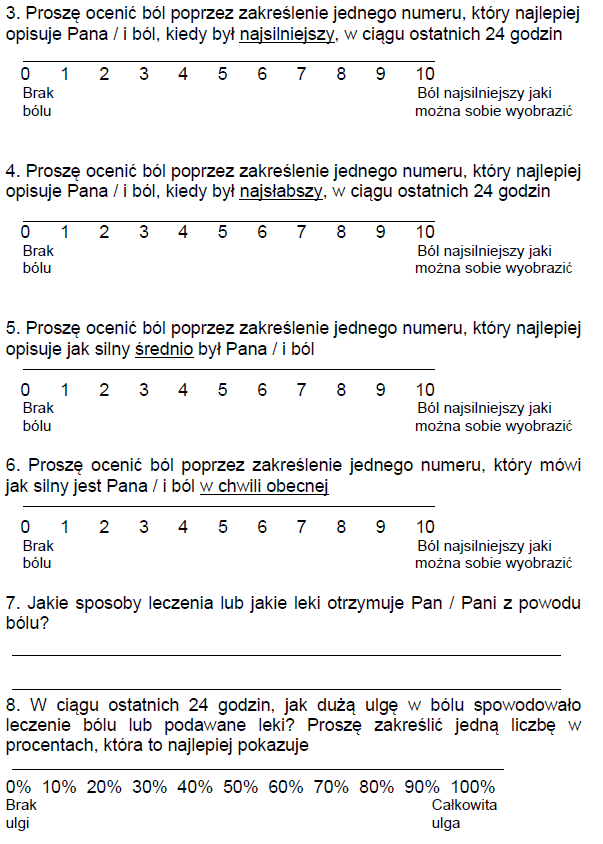 3. Proszę ocenić ból poprzez zakreślenie jednego numeru, który najlepiej
opisuje Pana / i ból, kiedy był najsilniejszy, w ciągu ostatnich 24 godzin
0 1 2 3 4 5 6 7 8 9 10
Brak Ból najsilniejszy jaki
bólu można sobie wyobrazić
4. Proszę ocenić ból poprzez zakreślenie jednego numeru, który najlepiej
opisuje Pana / i ból, kiedy był najsłabszy, w ciągu ostatnich 24 godzin
0 1 2 3 4 5 6 7 8 9 10
Brak Ból najsilniejszy jaki
bólu można sobie wyobrazić
5. Proszę ocenić ból poprzez zakreślenie jednego numeru, który najlepiej
opisuje jak silny średnio był Pana / i ból
0 1 2 3 4 5 6 7 8 9 10
Brak Ból najsilniejszy jaki
bólu można sobie wyobrazić
6. Proszę ocenić ból poprzez zakreślenie jednego numeru, który mówi
jak silny jest Pana / i ból w chwili obecnej
0 1 2 3 4 5 6 7 8 9 10
Brak Ból najsilniejszy jaki
bólu można sobie wyobrazić
7. Jakie sposoby leczenia lub jakie leki otrzymuje Pan / Pani z powodu
bólu?
8. W ciągu ostatnich 24 godzin, jak dużą ulgę w bólu spowodowało
leczenie bólu lub podawane leki? Proszę zakreślić jedną liczbę w
procentach, która to najlepiej pokazuje
0% 10% 20% 30% 40% 50% 60% 70% 80% 90% 100%
Brak Całkowita
ulgi ulga